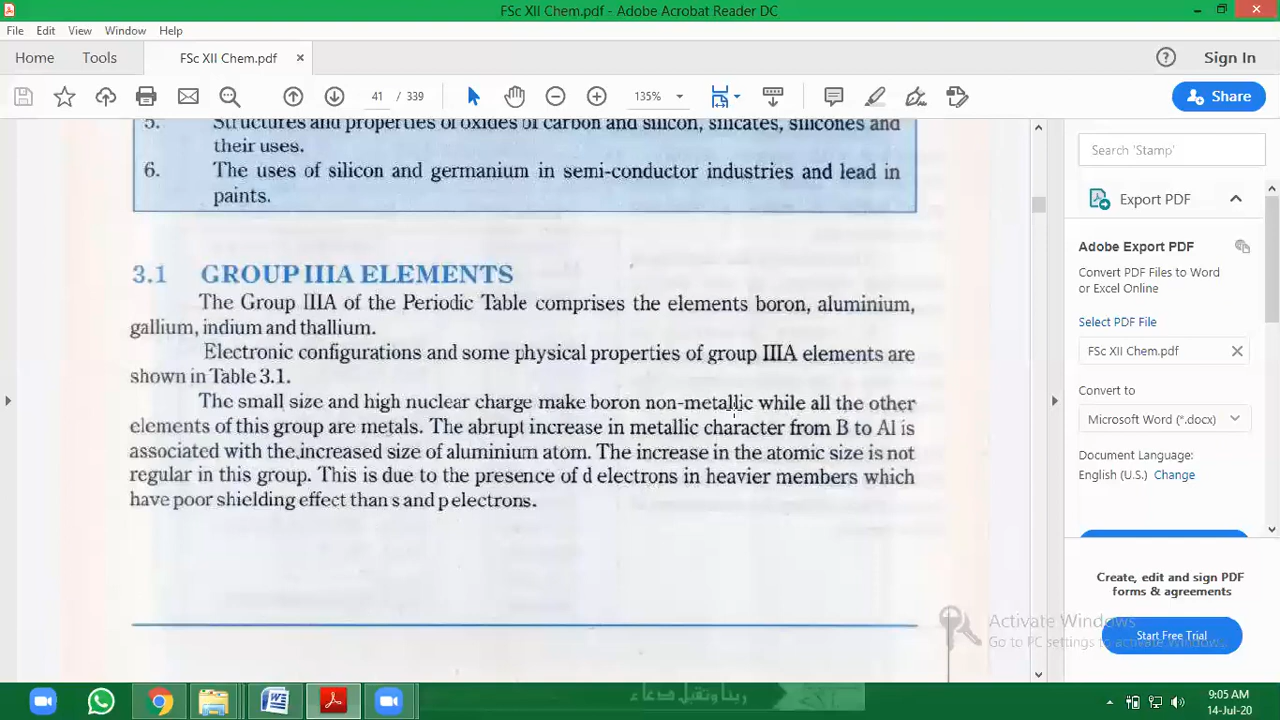 FSc XII Chem.pdf - Adobe Acrobat Reader DC
File Edit View Window Help
Home Tools FSc XII Chem.pdf × Sign In
41 / 339 135% Share
5. Structures and properties of oxides of carbon and silicon, silicates, silicones and
their uses.
6. The uses of silicon and germanium in semi-conductor industries and lead in
paints.
3.1 GROUP IIIA ELEMENTS
The Group IIIA of the Periodic Table comprises the elements boron, aluminium,
gallium, indium and thallium.
Electronic configurations and some physical properties of group IIIA elements are
shown in Table 3.1.
The small size and high nuclear charge make boron non-metallic while all the other
elements of this group are metals. The abrupt increase in metallic character from B to Al is
associated with the increased size of aluminium atom. The increase in the atomic size is not
regular in this group. This is due to the presence of d electrons in heavier members which
have poor shielding effect than s and p electrons.
Search 'Stamp'
Export PDF
Adobe Export PDF
Convert PDF Files to Word
or Excel Online
Select PDF File
FSc XII Chem.pdf
Convert to
Microsoft Word (*.docx)
Document Language:
English (U.S.) Change
Create, edit and sign PDF
forms & agreements
Start Free Trial
Activate Windows
Go to PC settings to activate Windows.
ربنا وتقبل دعاء
9:05 AM
14-Jul-20